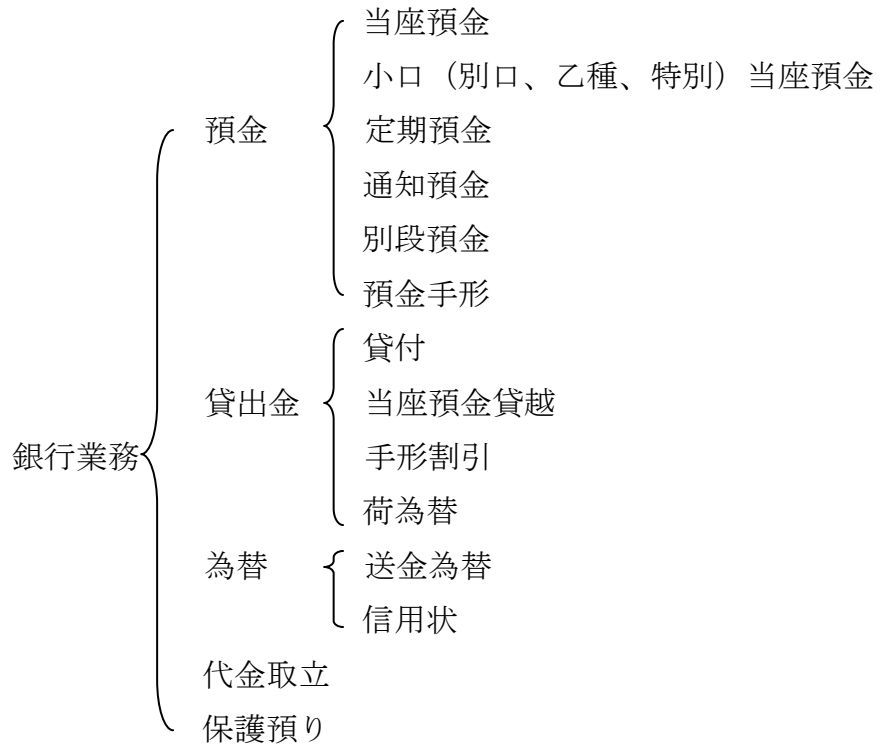 当座預金
小口（別口、乙種、特別）当座預金
預金
定期預金
通知預金
別段預金
預金手形
貸付
貸出金
当座預金貸越
銀行業務
手形割引
荷為替
為替
送金為替
信用状
代金取立
保護預り